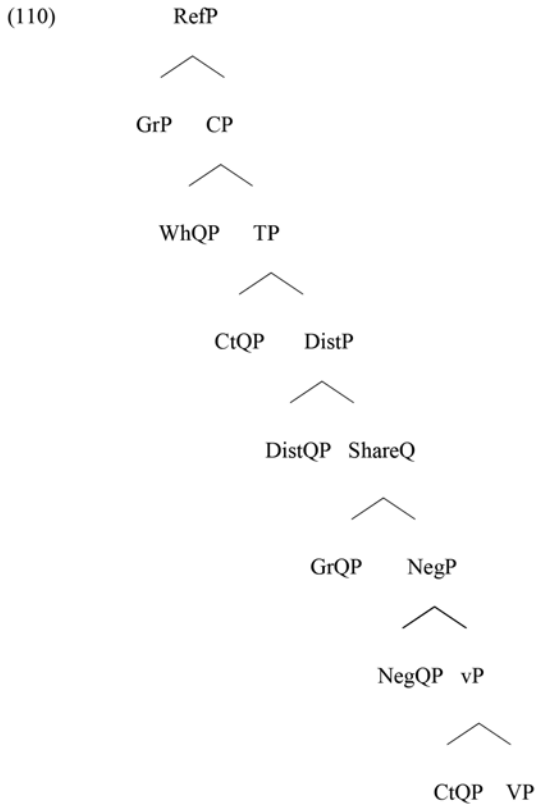 (110) RefP
GrP CP
WhQP TP
CtQP DistP
DistQP ShareQ
GrQP NegP
NegQP vP
CtQP VP